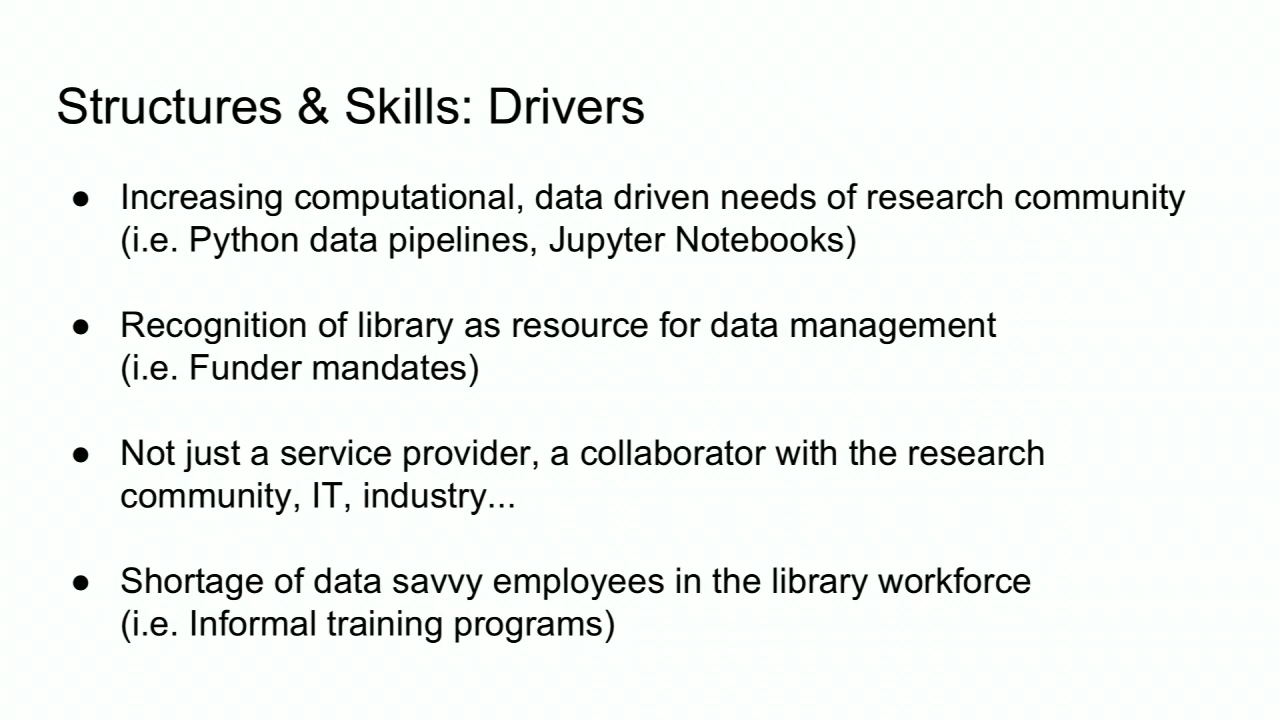 Structures & Skills: Drivers
● Increasing computational, data driven needs of research community
(i.e. Python data pipelines, Jupyter Notebooks)
● Recognition of library as resource for data management
(i.e. Funder mandates)
● Not just a service provider, a collaborator with the research
community, IT, industry...
● Shortage of data savvy employees in the library workforce
(i.e. Informal training programs)